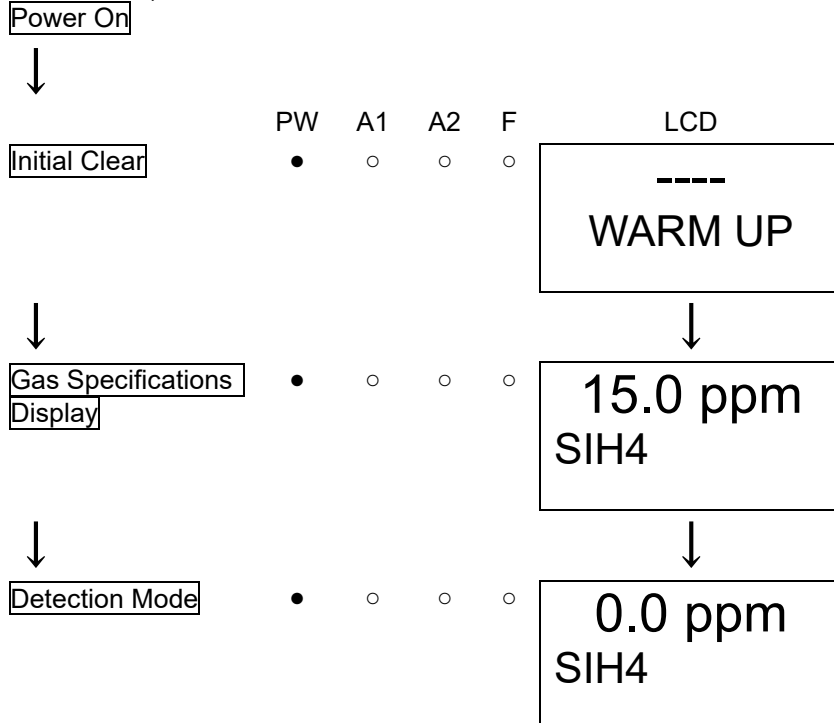 Power On
↓
PW A1 A2 F LCD
Initial Clear ● ○ ○ ○ ----
WARM UP
↓ ↓
Gas Specifications ● ○ ○ ○ 15.0 ppm
Display SIH4
↓ ↓
Detection Mode ● ○ ○ ○ 0.0 ppm
SIH4